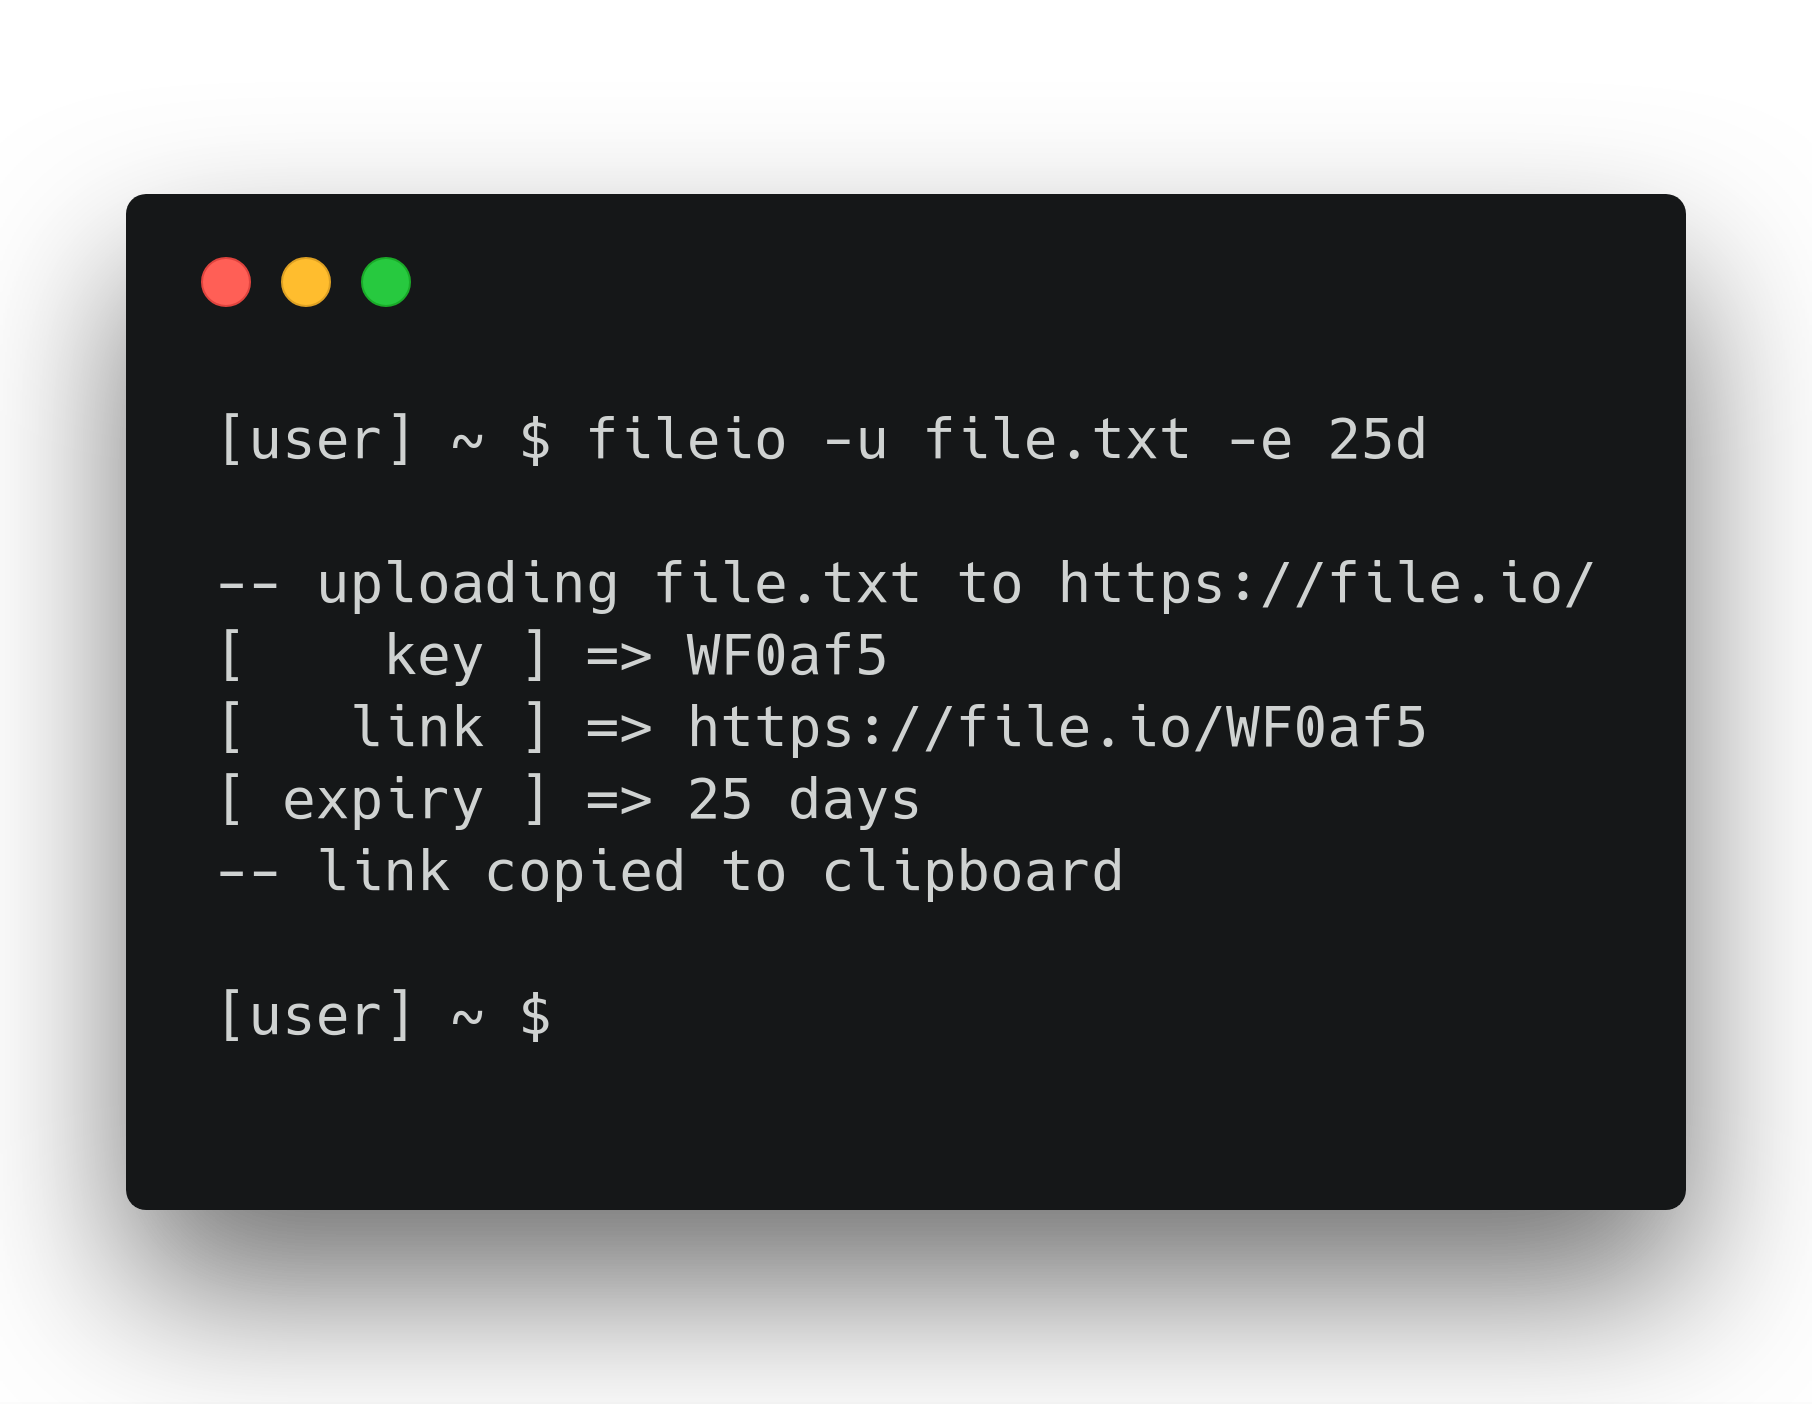 [user] ~ $ fileio -u file.txt -e 25d
-- uploading file.txt to https://file.io/
[    key ] => WF0af5
[   link ] => https://file.io/WF0af5
[ expiry ] => 25 days
-- link copied to clipboard
[user] ~ $